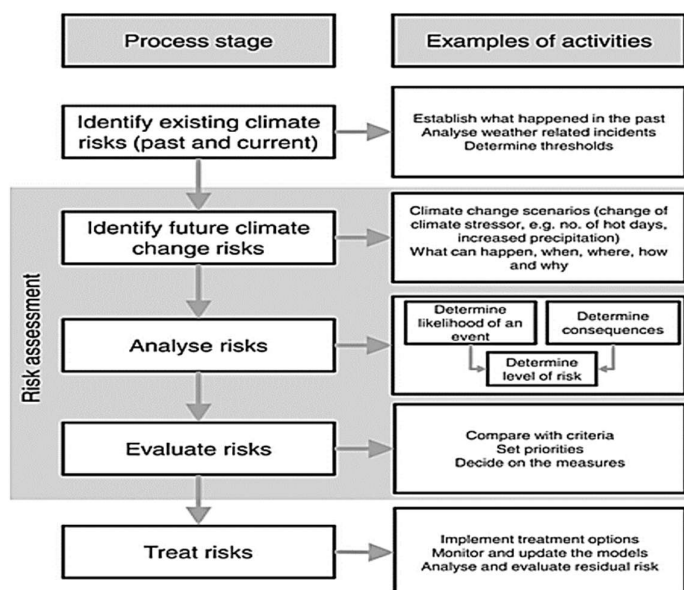 Process stage
Examples of activities
Identify existing climate
risks (past and current)
Establish what happened in the past
Analyse weather related incidents
Determine thresholds
Risk assessment
Identify future climate
change risks
Climate change scenarios (change of
climate stressor, e.g. no. of hot days,
increased precipitation)
What can happen, when, where, how
and why
Analyse risks
Determine
likelihood of an
event
Determine
consequences
Determine
level of risk
Evaluate risks
Compare with criteria
Set priorities
Decide on the measures
Treat risks
Implement treatment options
Monitor and update the models
Analyse and evaluate residual risk